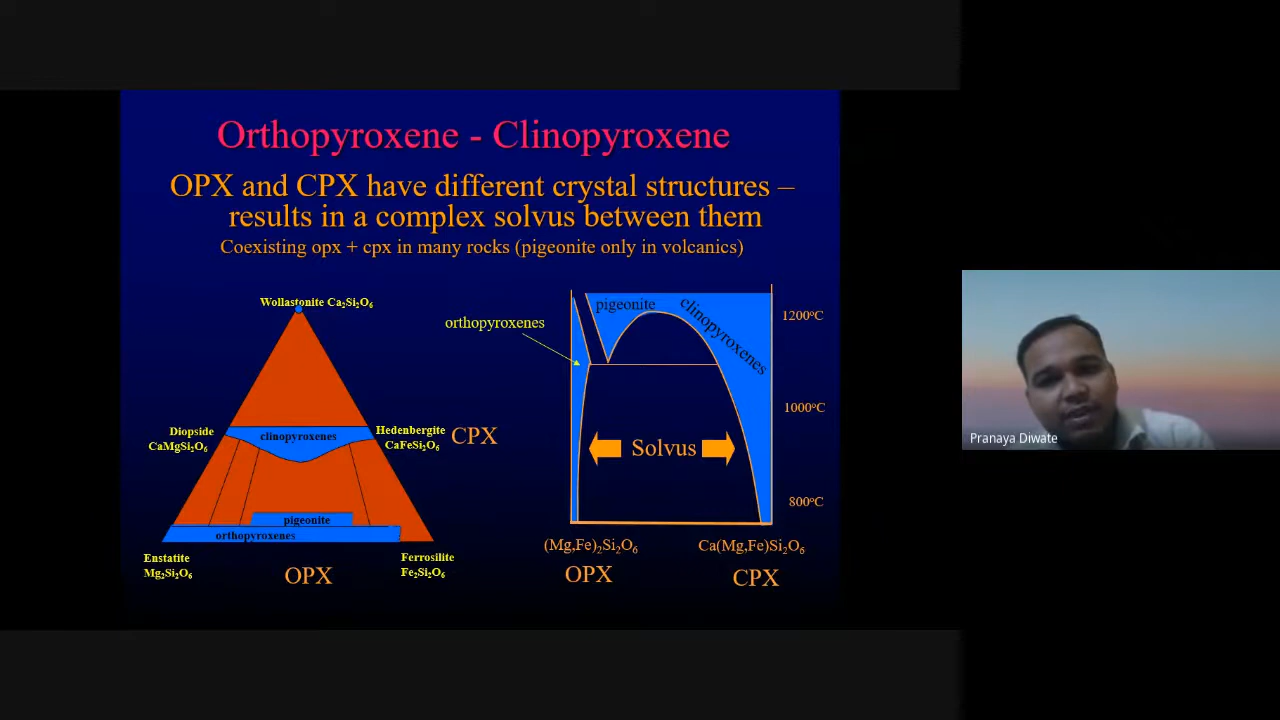 Orthopyroxene - Clinopyroxene
OPX and CPX have different crystal structures –
results in a complex solvus between them
Coexisting opx + cpx in many rocks (pigeonite only in volcanics)
Wollastonite Ca₂Si₂O₆
Diopside
CaMgSi₂O₆
clinopyroxenes
Hedenbergite
CaFeSi₂O₆
CPX
pigeonite
orthopyroxenes
Enstatite
Mg₂Si₂O₆
OPX
Ferrosilite
Fe₂Si₂O₆
orthopyroxenes
pigeonite
clinopyroxenes
1200°C
1000°C
Solvus
800°C
(Mg,Fe)₂Si₂O₆
OPX
Ca(Mg,Fe)Si₂O₆
CPX
Pranaya Diwate